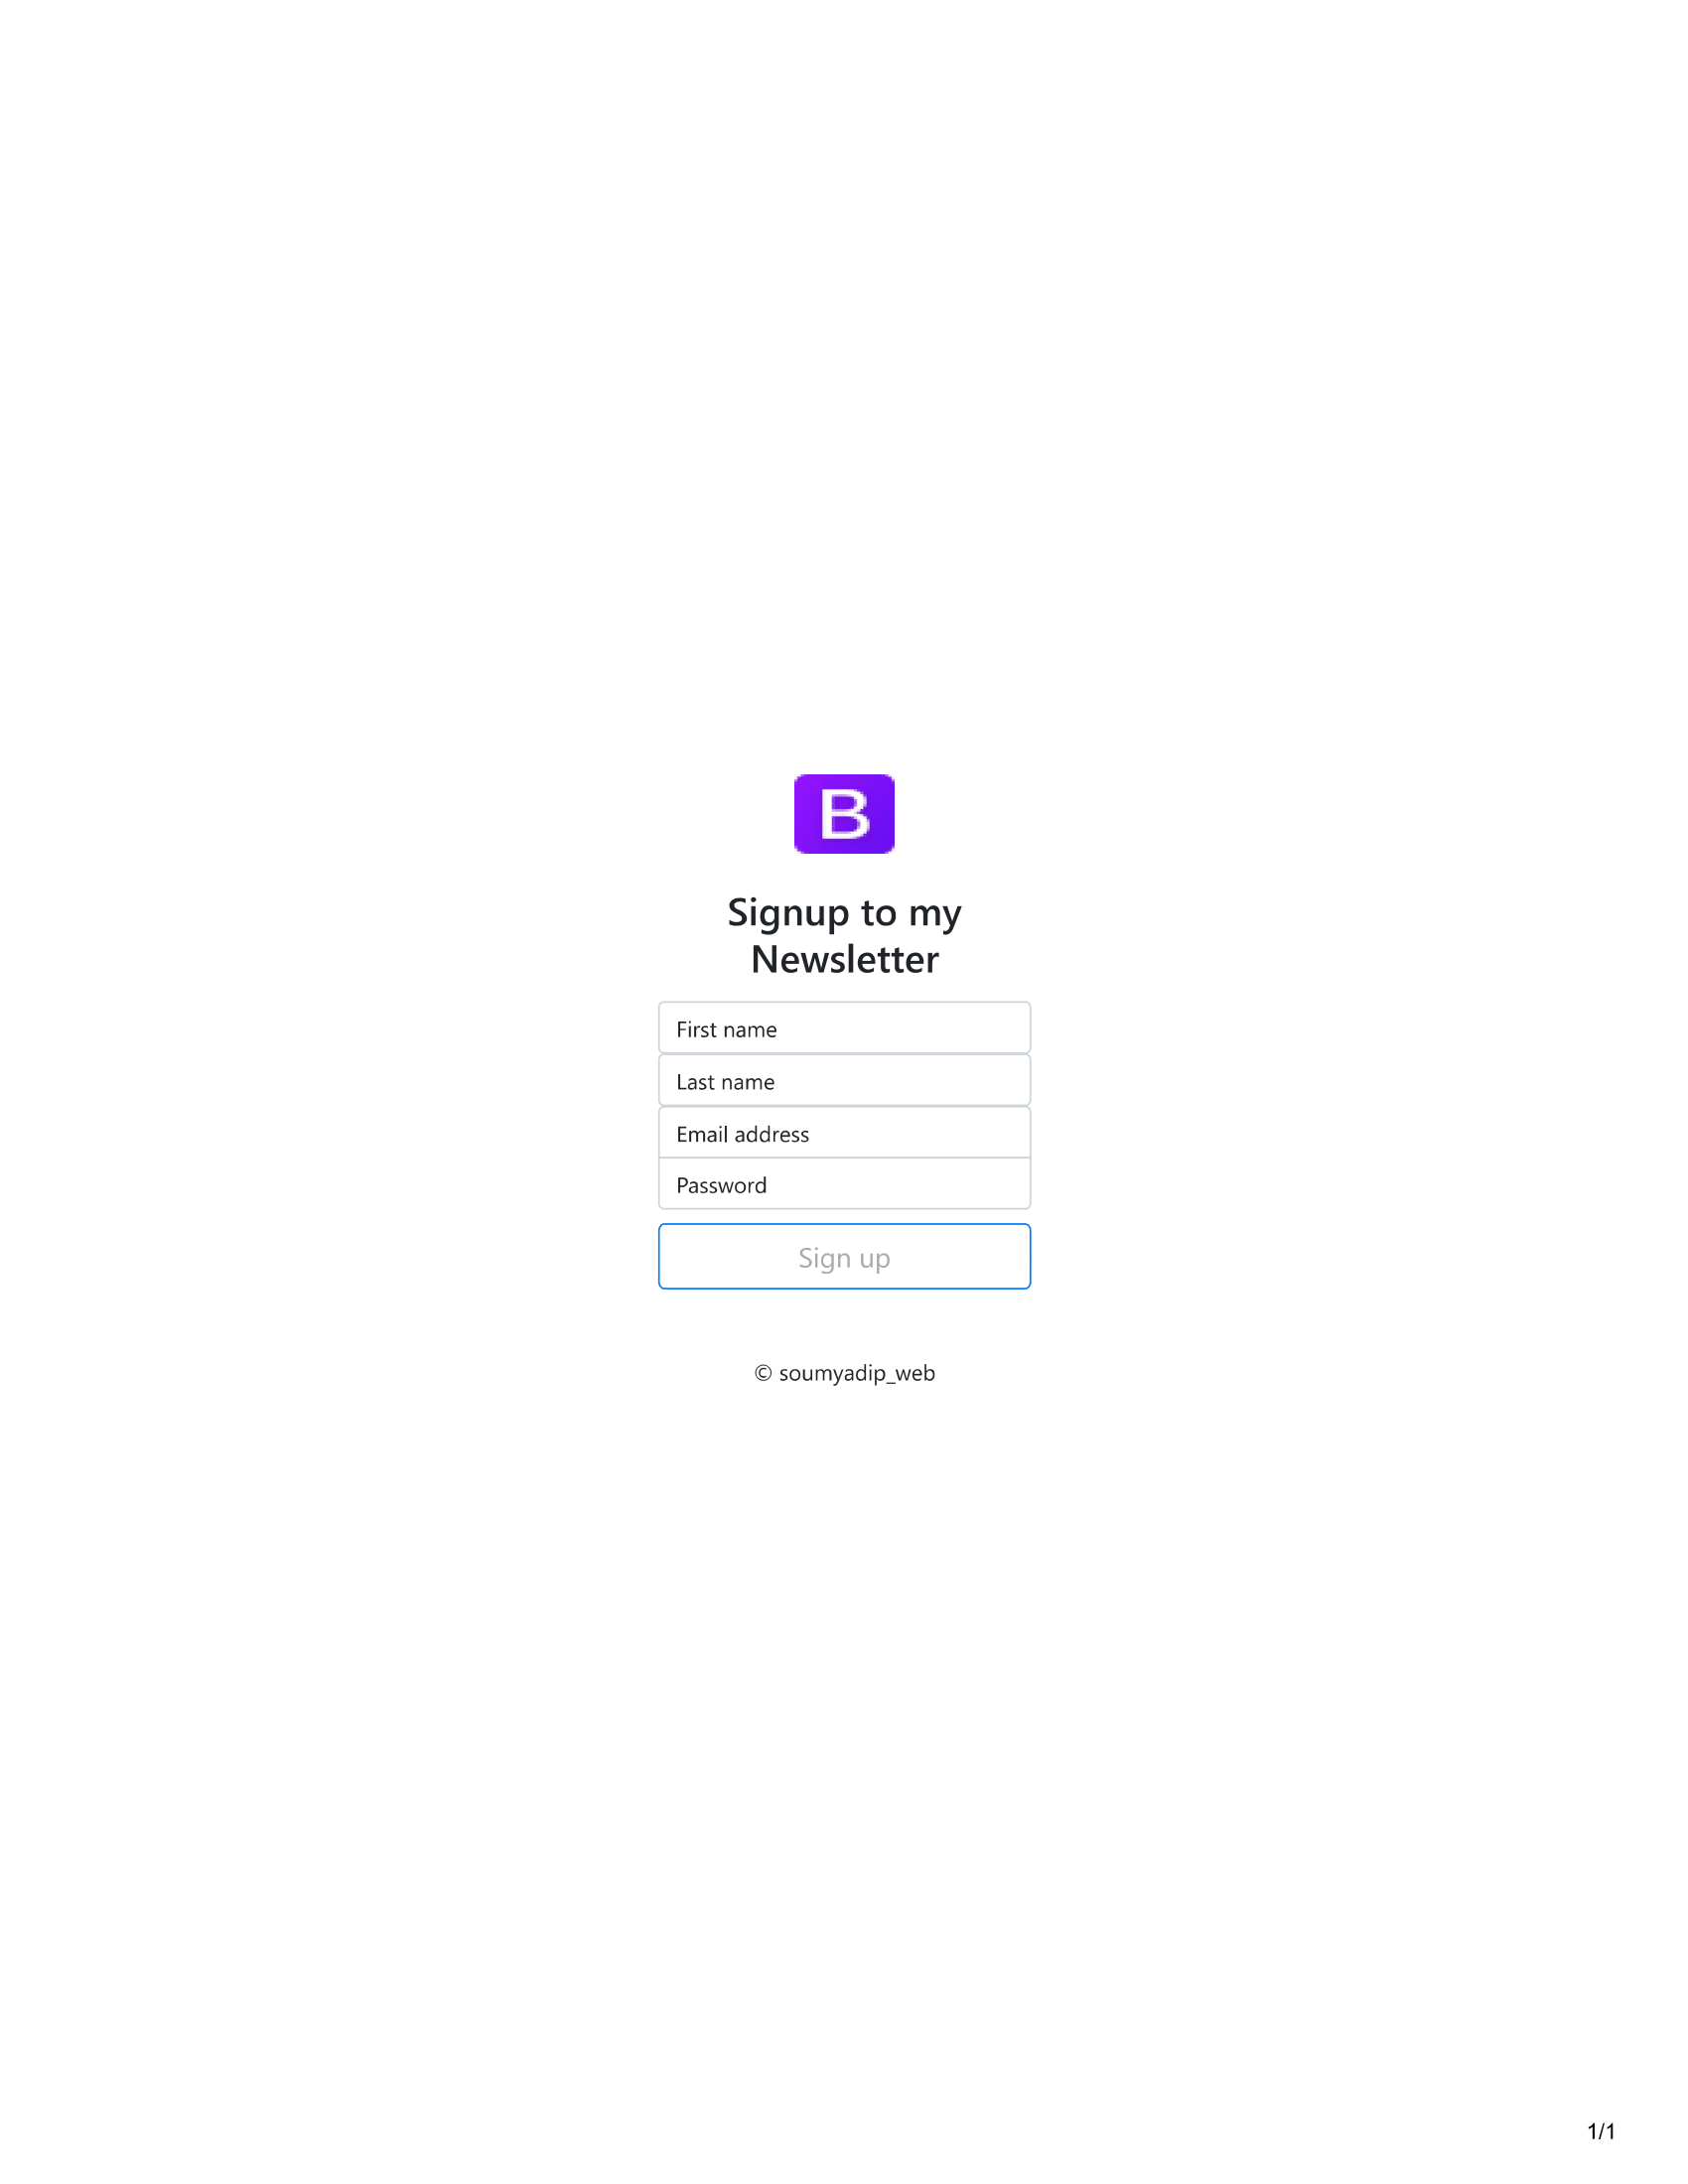 B
Signup to my
Newsletter
First name
Last name
Email address
Password
Sign up
© soumyadip_web
1/1